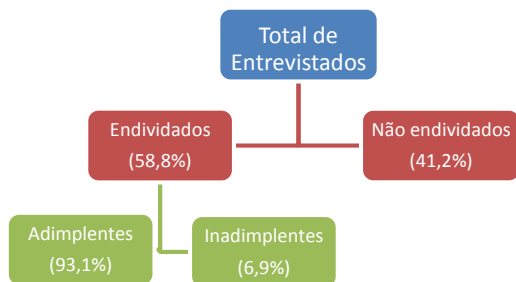 Total de
Entrevistados
Endividados
(58,8%)
Não endividados
(41,2%)
Adimplentes
(93,1%)
Inadimplentes
(6,9%)